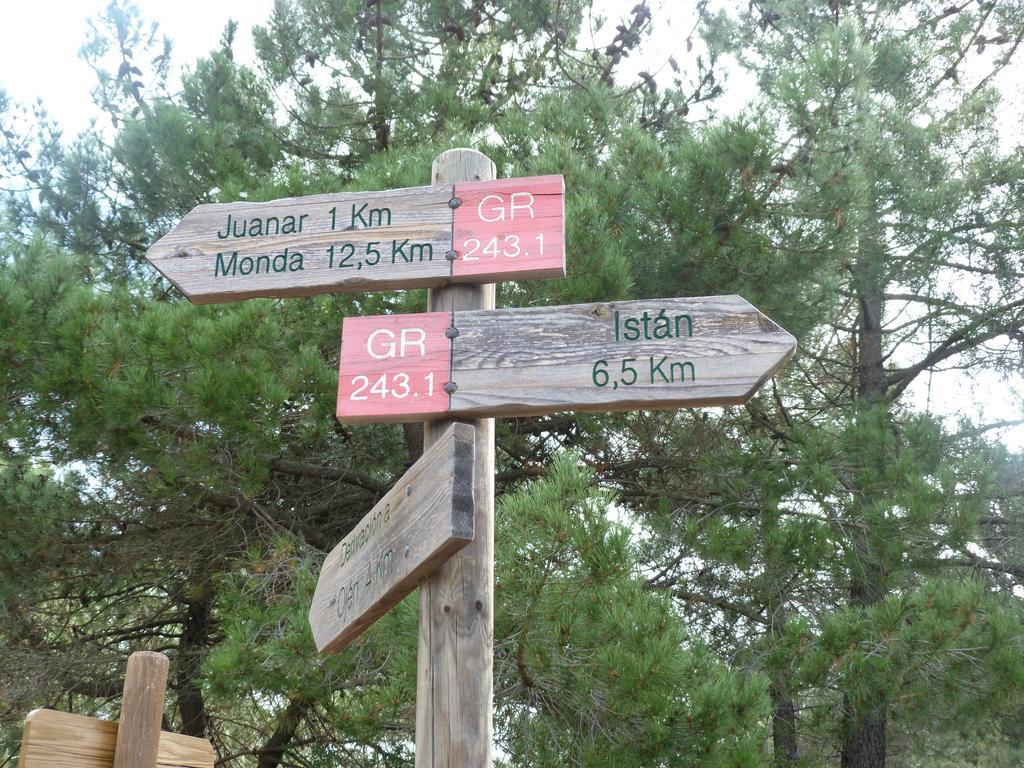 Juanar 1 Km
Monda 12,5 Km
GR
243.1
GR
243.1
Istán
6,5 Km
Derivación a
Ojén 4 Km